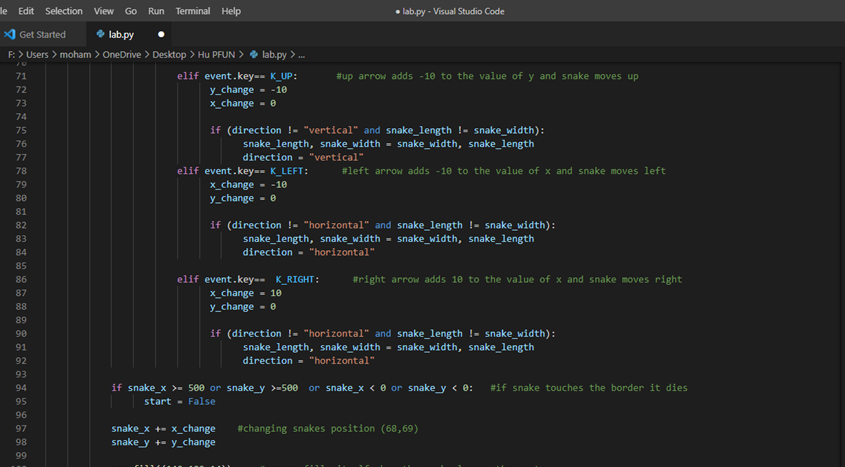 le Edit Selection View Go Run Terminal Help ● lab.py - Visual Studio Code
Get Started lab.py ●
F: > Users > moham > OneDrive > Desktop > Hu PFUN > lab.py > ...
71 elif event.key== K_UP: #up arrow adds -10 to the value of y and snake moves up
72 y_change = -10
73 x_change = 0
74
75 if (direction != "vertical" and snake_length != snake_width):
76 snake_length, snake_width = snake_width, snake_length
77 direction = "vertical"
78 elif event.key== K_LEFT: #left arrow adds -10 to the value of x and snake moves left
79 x_change = -10
80 y_change = 0
81
82 if (direction != "horizontal" and snake_length != snake_width):
83 snake_length, snake_width = snake_width, snake_length
84 direction = "horizontal"
85
86 elif event.key== K_RIGHT: #right arrow adds 10 to the value of x and snake moves right
87 x_change = 10
88 y_change = 0
89
90 if (direction != "horizontal" and snake_length != snake_width):
91 snake_length, snake_width = snake_width, snake_length
92 direction = "horizontal"
93
94 if snake_x >= 500 or snake_y >=500 or snake_x < 0 or snake_y < 0: #if snake touches the border it dies
95 start = False
96
97 snake_x += x_change #changing snakes position (68,69)
98 snake_y += y_change
99